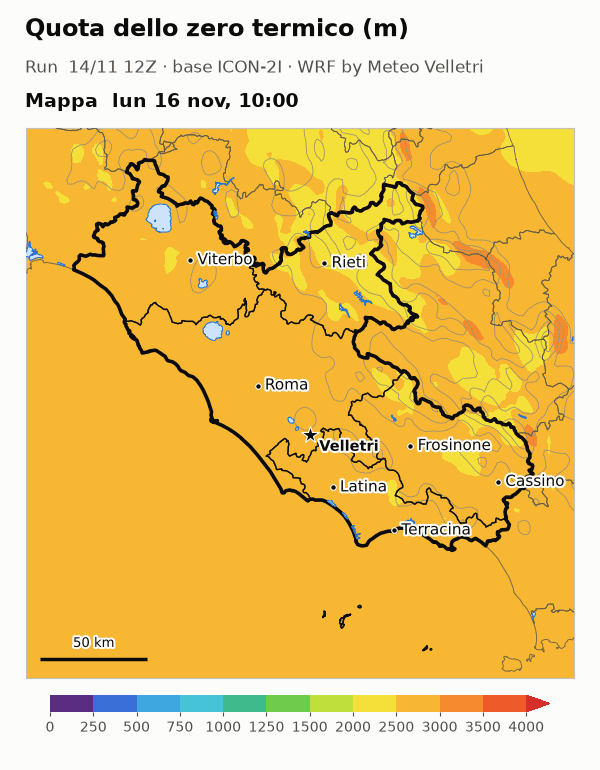 Quota dello zero termico (m)
Run  14/11 12Z · base ICON-2I · WRF by Meteo Velletri
Mappa  lun 16 nov, 10:00
Viterbo
Rieti
Roma
Velletri
Frosinone
Cassino
Latina
Terracina
50 km
0 250 500 750 1000 1250 1500 2000 2500 3000 3500 4000